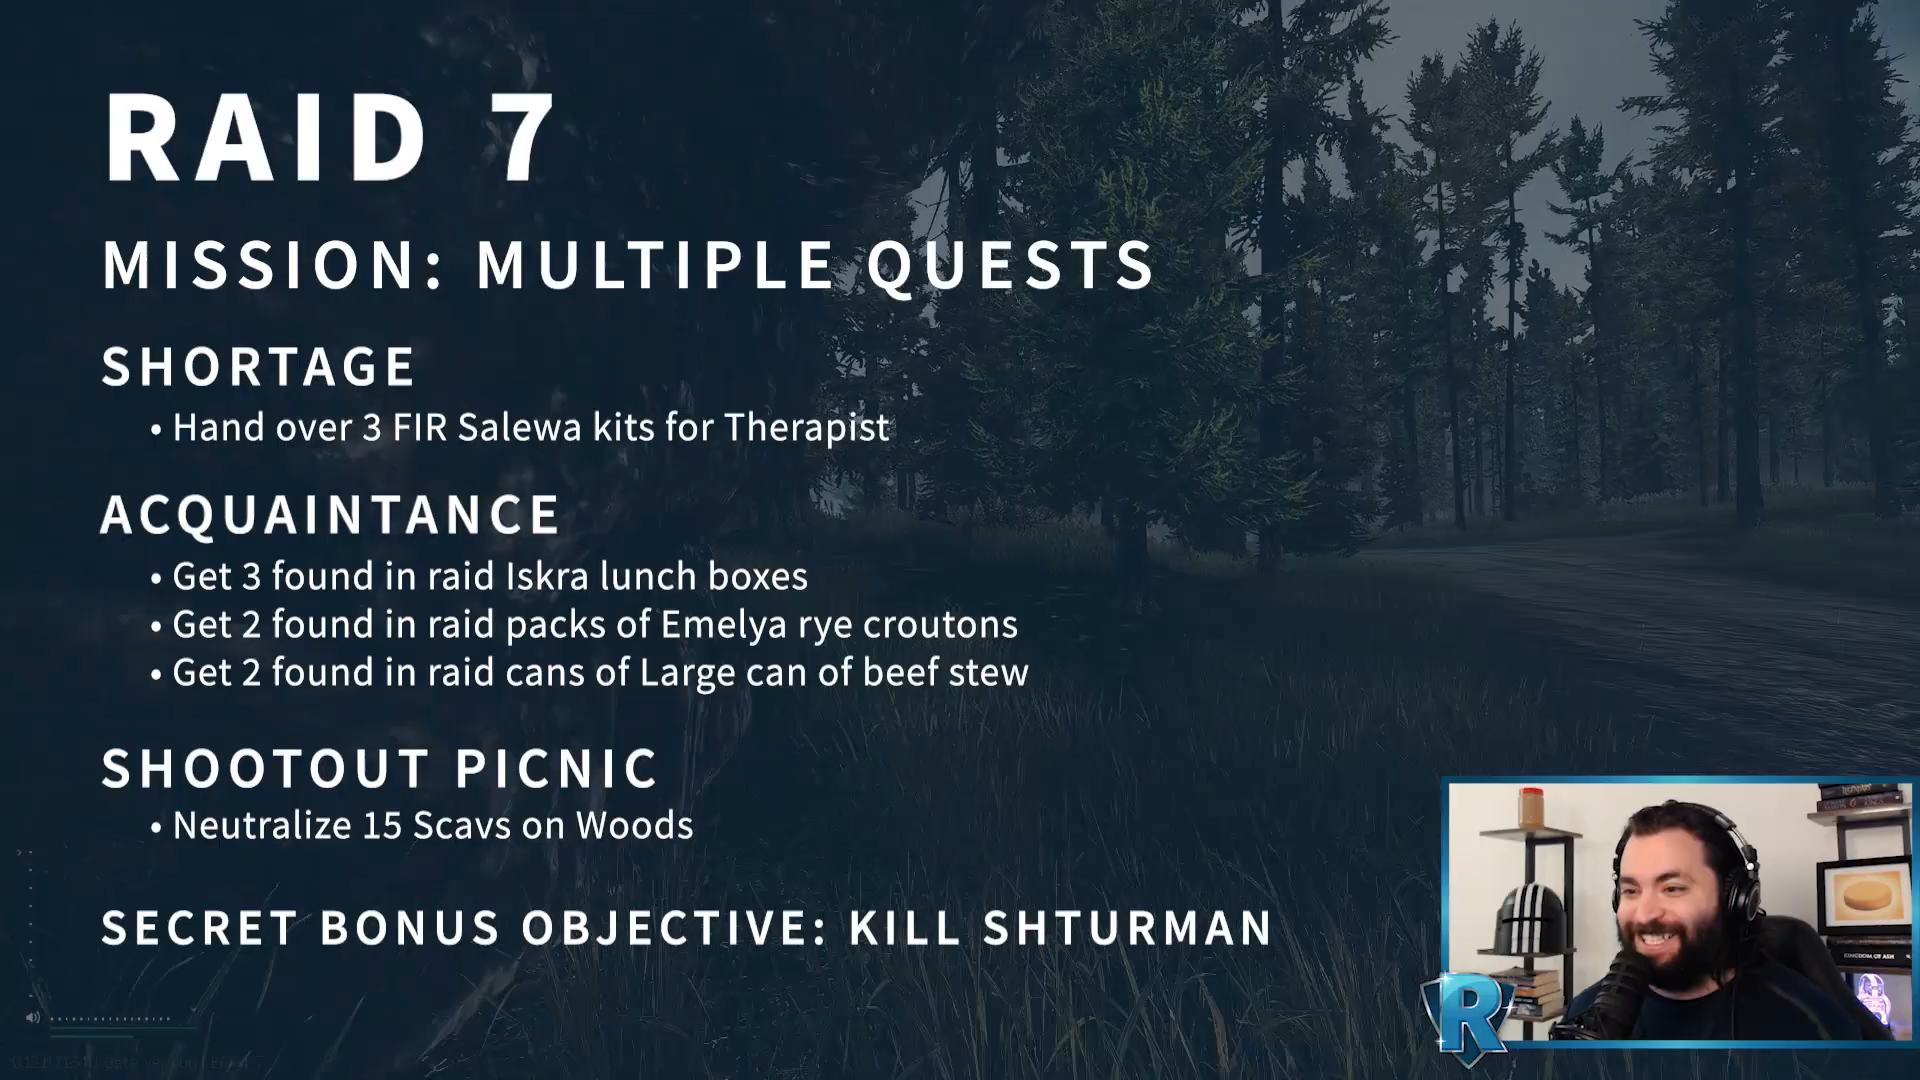 RAID 7
MISSION: MULTIPLE QUESTS
SHORTAGE
• Hand over 3 FIR Salewa kits for Therapist
ACQUAINTANCE
• Get 3 found in raid Iskra lunch boxes
• Get 2 found in raid packs of Emelya rye croutons
• Get 2 found in raid cans of Large can of beef stew
SHOOTOUT PICNIC
• Neutralize 15 Scavs on Woods
SECRET BONUS OBJECTIVE: KILL SHTURMAN
KINGDOM OF ASH
R